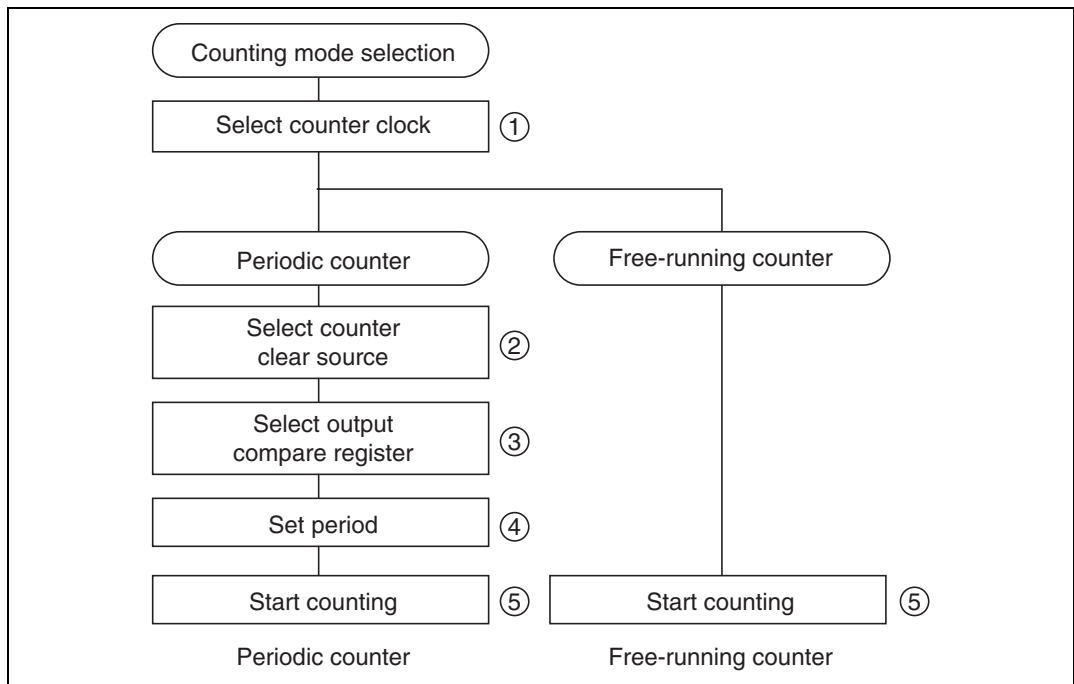 Counting mode selection
Select counter clock ①
Periodic counter
Free-running counter
Select counter
clear source ②
Select output
compare register ③
Set period ④
Start counting ⑤
Start counting ⑤
Periodic counter
Free-running counter